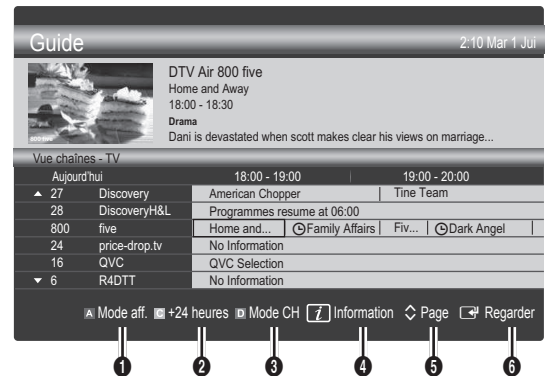 Guide
2:10 Mar 1 Jui
DTV Air 800 five
Home and Away
18:00 - 18:30
Drama
Dani is devastated when scott makes clear his views on marriage...
800 five
Vue chaînes - TV
Aujourd'hui 18:00 - 19:00 19:00 - 20:00
▲ 27 Discovery American Chopper Tine Team
28 DiscoveryH&L Programmes resume at 06:00
800 five Home and... Family Affairs Fiv... Dark Angel
24 price-drop.tv No Information
16 QVC QVC Selection
▼ 6 R4DTT No Information
A Mode aff. C +24 heures D Mode CH i Information Page Regarder
1 2 3 4 5 6